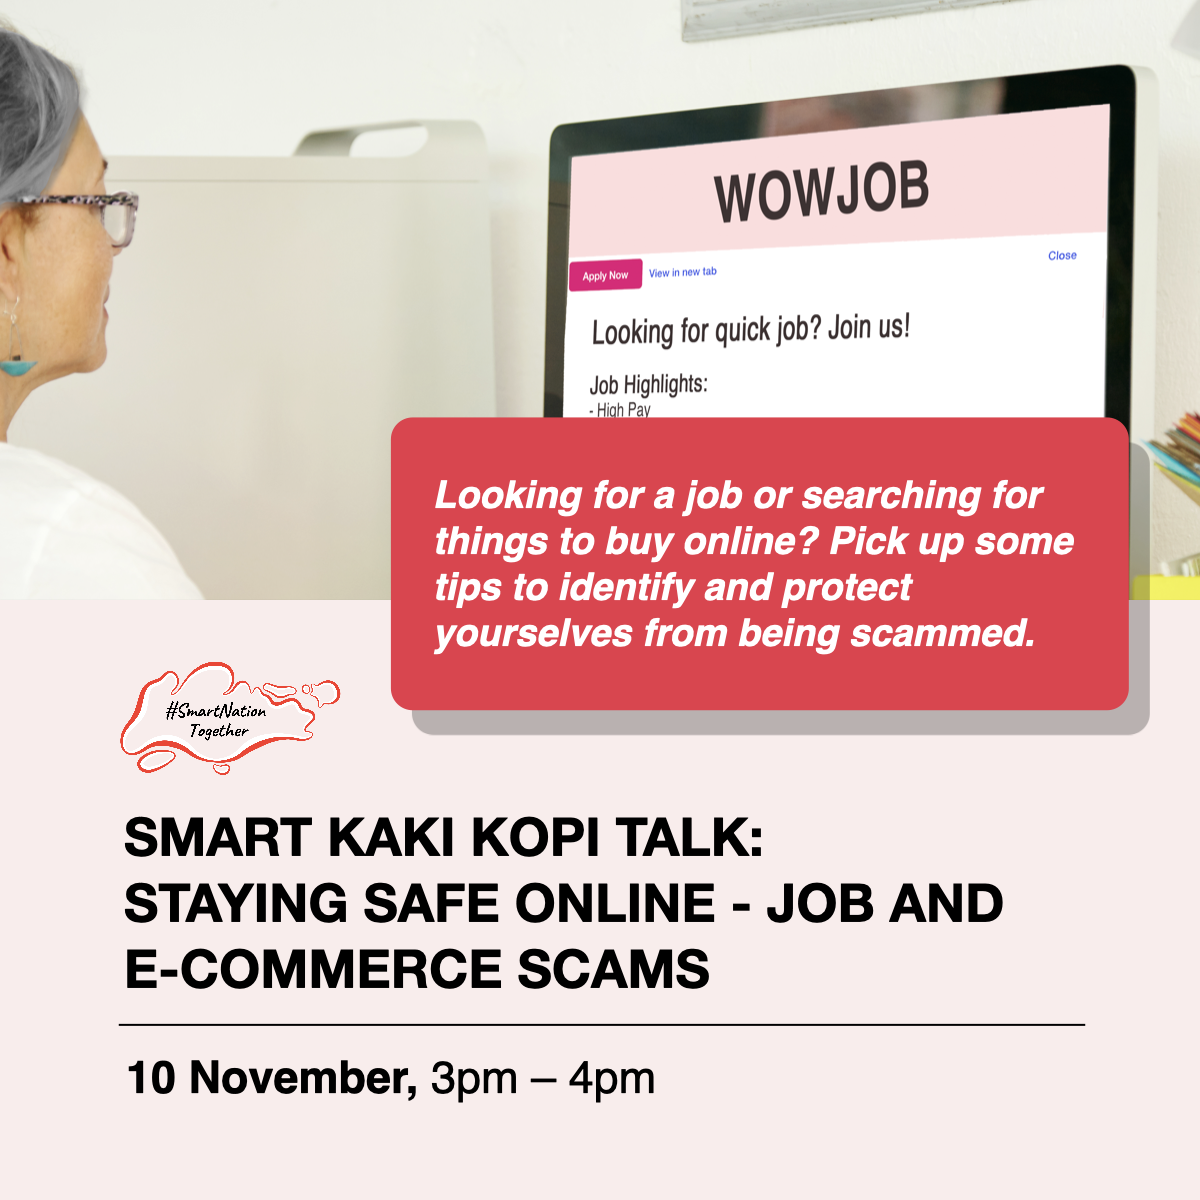 WOWJOB
Apply Now View in new tab Close
Looking for quick job? Join us!
Job Highlights:
- High Pay
Looking for a job or searching for
things to buy online? Pick up some
tips to identify and protect
yourselves from being scammed.
#SmartNation
Together
SMART KAKI KOPI TALK:
STAYING SAFE ONLINE - JOB AND
E-COMMERCE SCAMS
10 November, 3pm – 4pm